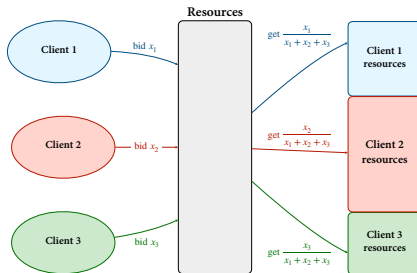 Resources
Client 1
bid x₁
get x₁ / (x₁ + x₂ + x₃)
Client 1
resources
Client 2
bid x₂
get x₂ / (x₁ + x₂ + x₃)
Client 2
resources
Client 3
bid x₃
get x₃ / (x₁ + x₂ + x₃)
Client 3
resources